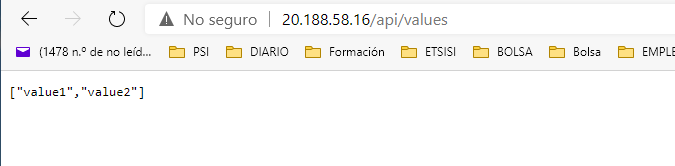 No seguro | 20.188.58.16/api/values
(1478 n.º de no leíd... PSI DIARIO Formación ETSISI BOLSA Bolsa EMPLE
["value1","value2"]